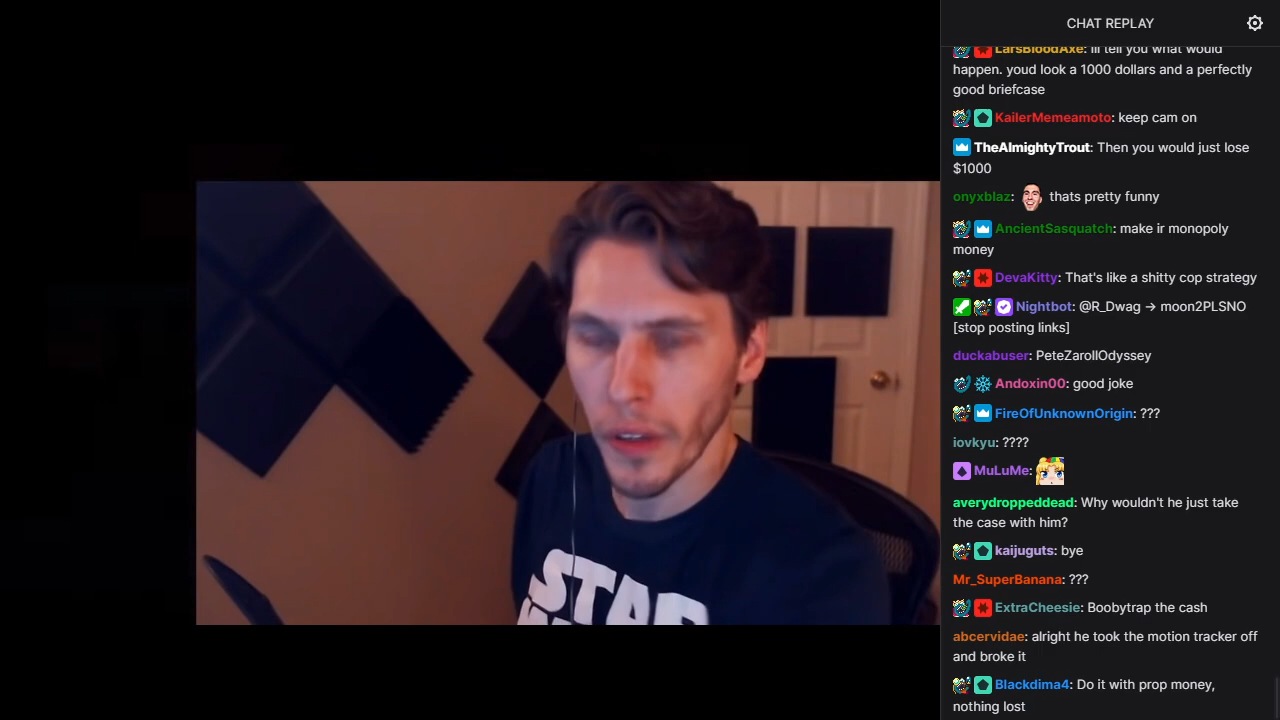 CHAT REPLAY
LarsBloodAxe: ill tell you what would
happen. youd look a 1000 dollars and a perfectly
good briefcase
KailerMemeamoto: keep cam on
TheAlmightyTrout: Then you would just lose
$1000
onyxblaz: thats pretty funny
AncientSasquatch: make ir monopoly
money
DevaKitty: That's like a shitty cop strategy
Nightbot: @R_Dwag -> moon2PLSNO
[stop posting links]
duckabuser: PeteZarollOdyssey
Andoxin00: good joke
FireOfUnknownOrigin: ???
iovkyu: ????
MuLuMe:
averydroppeddead: Why wouldn't he just take
the case with him?
kaijuguts: bye
Mr_SuperBanana: ???
ExtraCheesie: Boobytrap the cash
abcervidae: alright he took the motion tracker off
and broke it
Blackdima4: Do it with prop money,
nothing lost
STAR